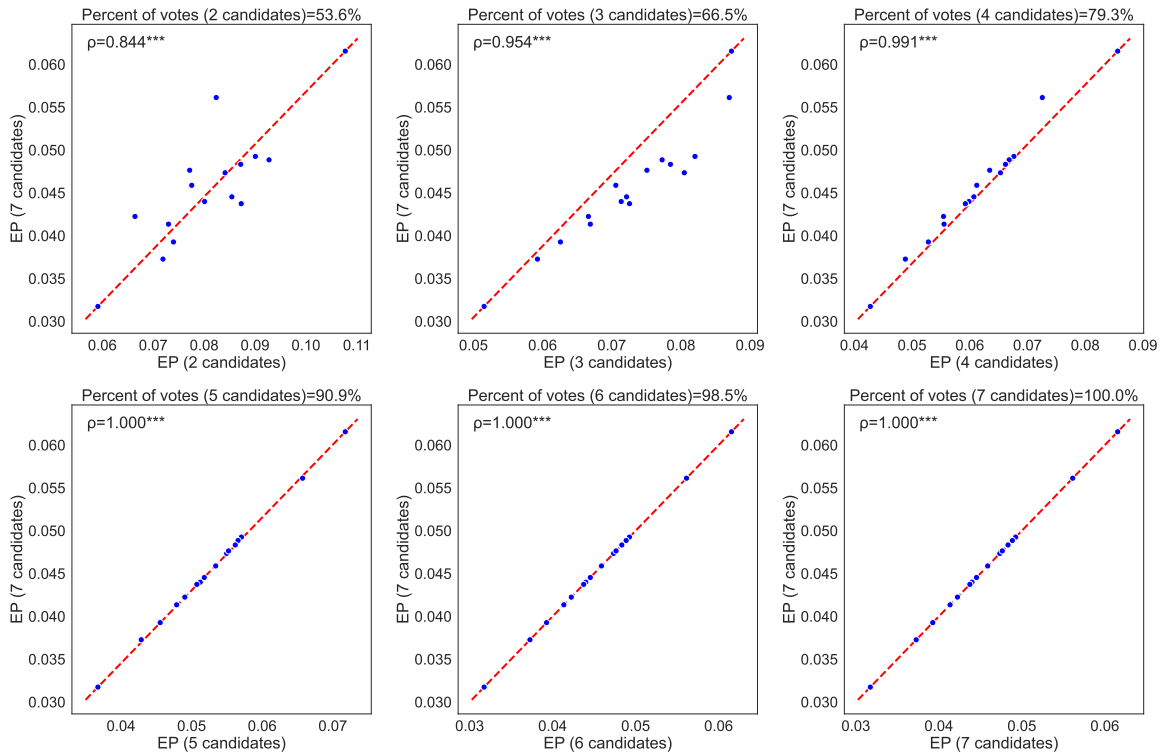 Percent of votes (2 candidates)=53.6%
ρ=0.844***
0.060
0.055
0.050
0.045
0.040
0.035
0.030
EP (7 candidates)
0.06 0.07 0.08 0.09 0.10 0.11
EP (2 candidates)
Percent of votes (3 candidates)=66.5%
ρ=0.954***
0.060
0.055
0.050
0.045
0.040
0.035
0.030
EP (7 candidates)
0.05 0.06 0.07 0.08 0.09
EP (3 candidates)
Percent of votes (4 candidates)=79.3%
ρ=0.991***
0.060
0.055
0.050
0.045
0.040
0.035
0.030
EP (7 candidates)
0.04 0.05 0.06 0.07 0.08 0.09
EP (4 candidates)
Percent of votes (5 candidates)=90.9%
ρ=1.000***
0.060
0.055
0.050
0.045
0.040
0.035
0.030
EP (7 candidates)
0.04 0.05 0.06 0.07
EP (5 candidates)
Percent of votes (6 candidates)=98.5%
ρ=1.000***
0.060
0.055
0.050
0.045
0.040
0.035
0.030
EP (7 candidates)
0.03 0.04 0.05 0.06
EP (6 candidates)
Percent of votes (7 candidates)=100.0%
ρ=1.000***
0.060
0.055
0.050
0.045
0.040
0.035
0.030
EP (7 candidates)
0.03 0.04 0.05 0.06
EP (7 candidates)